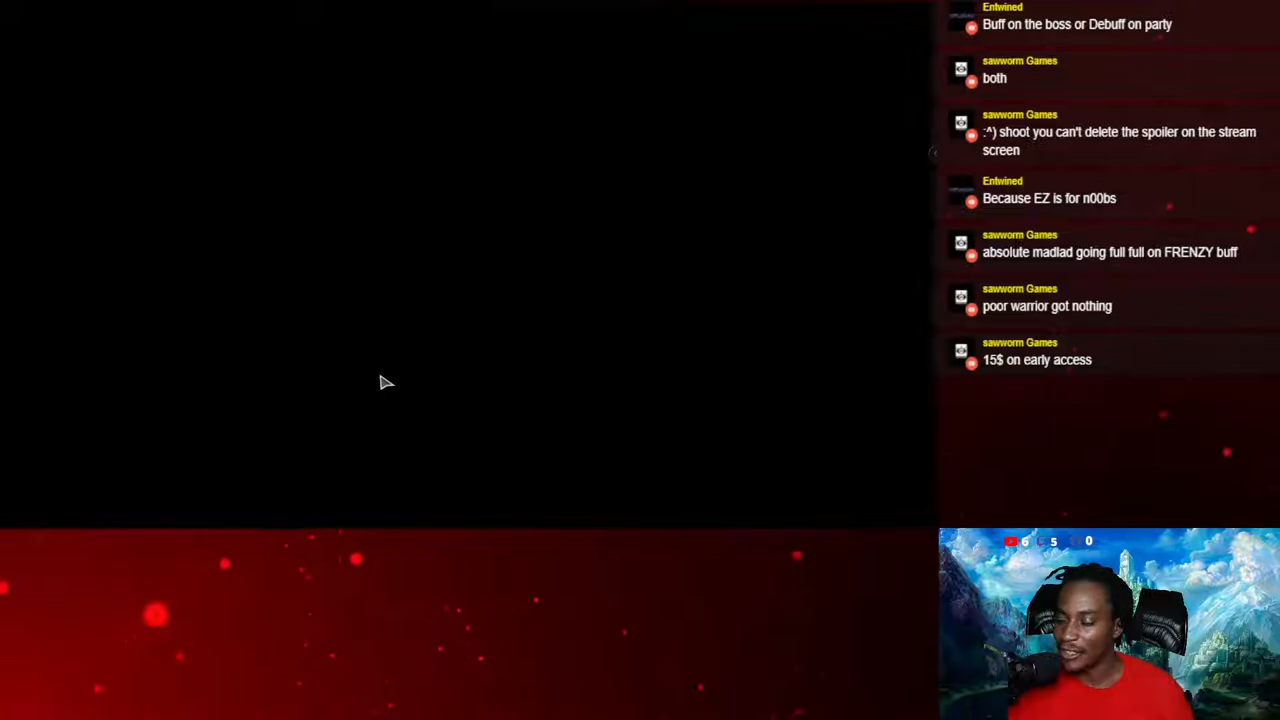 Entwined
Buff on the boss or Debuff on party
sawworm Games
both
sawworm Games
:^) shoot you can't delete the spoiler on the stream
screen
Entwined
Because EZ is for n00bs
sawworm Games
absolute madlad going full full on FRENZY buff
sawworm Games
poor warrior got nothing
sawworm Games
15$ on early access
6 5 0